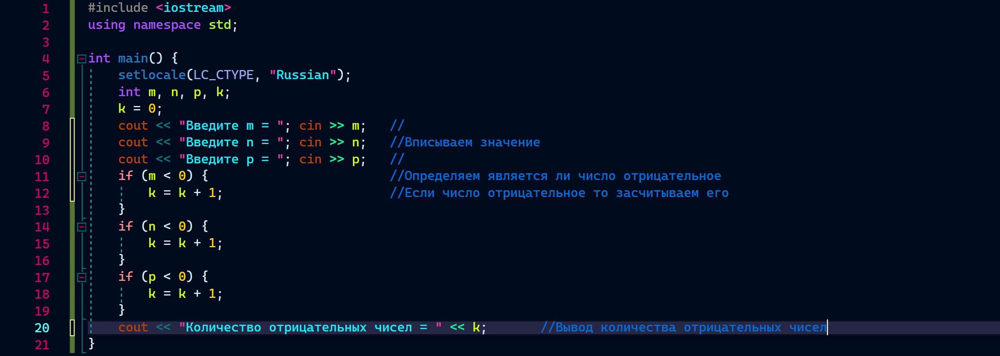 1 #include <iostream>
2 using namespace std;
3
4 int main() {
5 setlocale(LC_CTYPE, "Russian");
6 int m, n, p, k;
7 k = 0;
8 cout << "Введите m = "; cin >> m; //
9 cout << "Введите n = "; cin >> n; //Вписываем значение
10 cout << "Введите p = "; cin >> p; //
11 if (m < 0) { //Определяем является ли число отрицательное
12 k = k + 1; //Если число отрицательное то засчитываем его
13 }
14 if (n < 0) {
15 k = k + 1;
16 }
17 if (p < 0) {
18 k = k + 1;
19 }
20 cout << "Количество отрицательных чисел = " << k; //Вывод количества отрицательных чисел
21 }